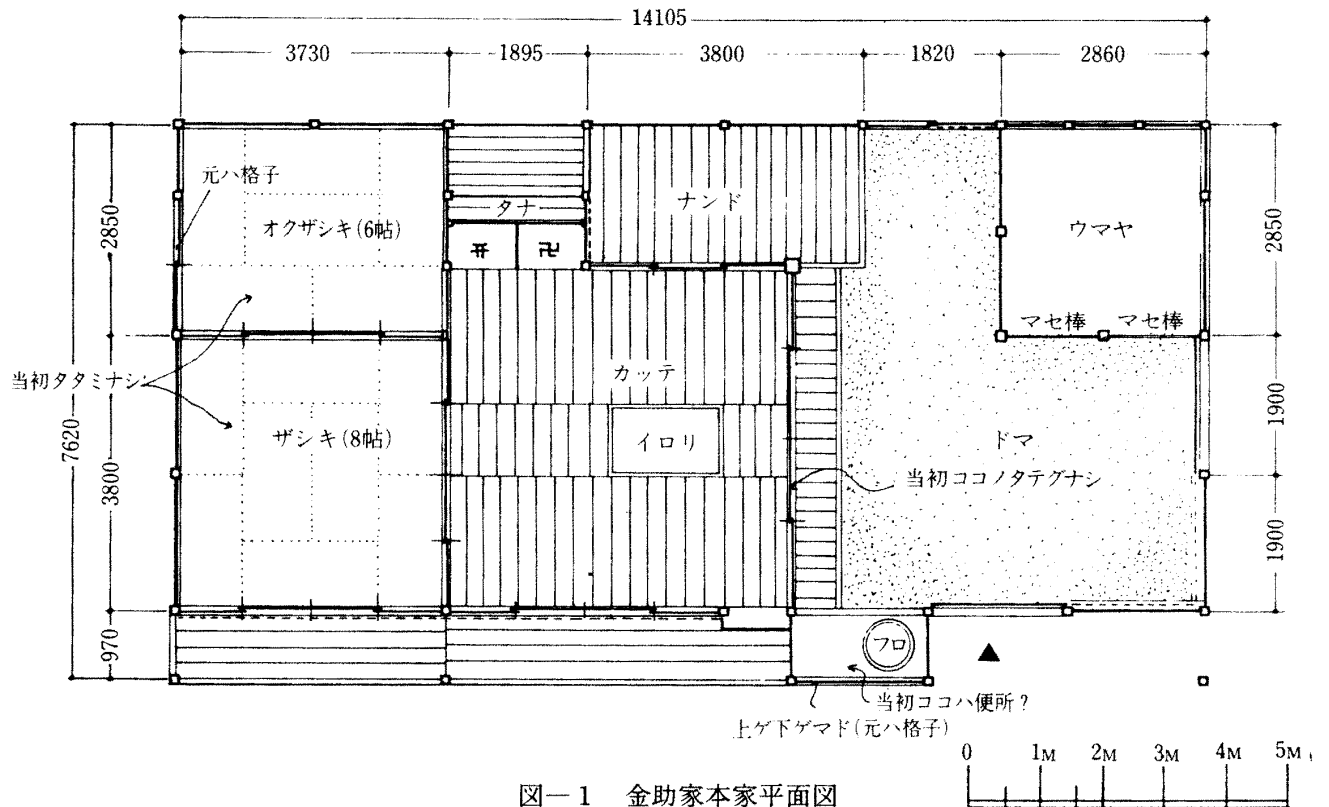 14105
3730 1895 3800 1820 2860
元ハ格子
タナ
ナンド
オクザシキ(6帖)
卍
ウマヤ
2850
2850
マセ棒 マセ棒
カッテ
当初タタミナシ
ザシキ(8帖)
イロリ
ドマ
1900
7620
3800
当初ココノタテグナシ
1900
970
フロ
当初ココハ便所?
上ゲ下ゲマド(元ハ格子)
0 1M 2M 3M 4M 5M
図―1 金助家本家平面図